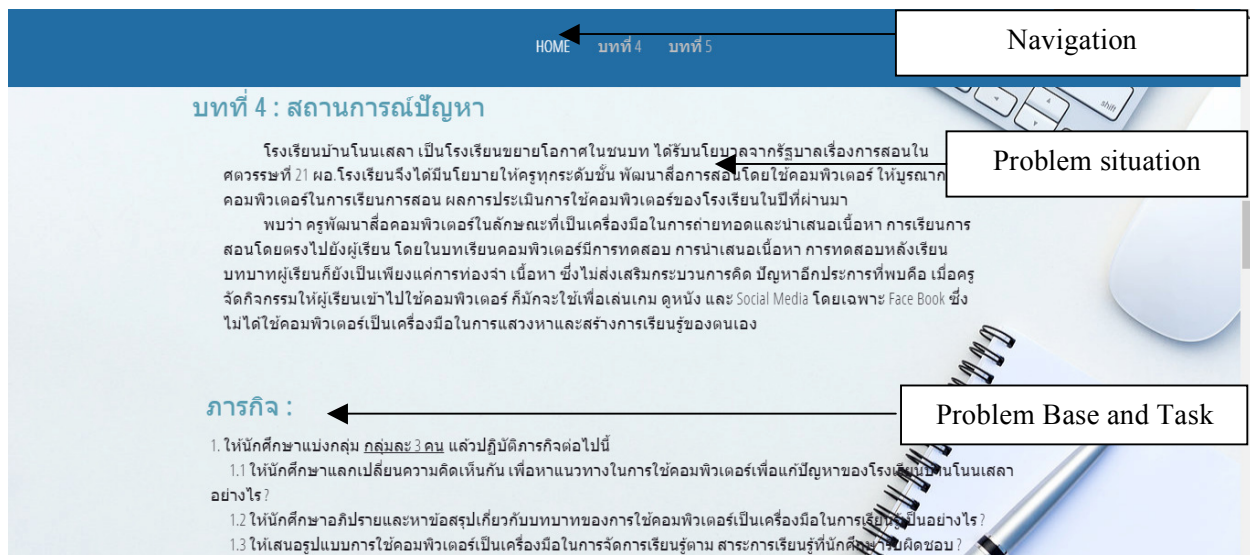 HOME บทที่ 4 บทที่ 5
Navigation
shift
บทที่ 4 : สถานการณ์ปัญหา
โรงเรียนบ้านโนนเสลา เป็นโรงเรียนขยายโอกาศในชนบท ได้รับนโยบาลจากรัฐบาลเรื่องการสอนใน
Problem situation
ศตวรรษที่ 21 ผอ.โรงเรียนจึงได้มีนโยบายให้ครูทุกระดับชั้น พัฒนาสื่อการสอนโดยใช้คอมพิวเตอร์ ให้บูรณาก
คอมพิวเตอร์ในการเรียนการสอน ผลการประเมินการใช้คอมพิวเตอร์ของโรงเรียนในปีที่ผ่านมา
พบว่า ครูพัฒนาสื่อคอมพิวเตอร์ในลักษณะที่เป็นเครื่องมือในการถ่ายทอดและนำเสนอเนื้อหา การเรียนการ
สอนโดยตรงไปยังผู้เรียน โดยในบทเรียนคอมพิวเตอร์มีการทดสอบ การนำเสนอเนื้อหา การทดสอบหลังเรียน
บทบาทผู้เรียนก็ยังเป็นเพียงแค่การท่องจำ เนื้อหา ซึ่งไม่ส่งเสริมกระบวนการคิด ปัญหาอีกประการที่พบคือ เมื่อครู
จัดกิจกรรมให้ผู้เรียนเข้าไปใช้คอมพิวเตอร์ ก็มักจะใช้เพื่อเล่นเกม ดูหนัง และ Social Media โดยเฉพาะ Face Book ซึ่ง
ไม่ได้ใช้คอมพิวเตอร์เป็นเครื่องมือในการแสวงหาและสร้างการเรียนรู้ของตนเอง
ภารกิจ :
Problem Base and Task
1. ให้นักศึกษาแบ่งกลุ่ม กลุ่มละ 3 คน แล้วปฏิบัติภารกิจต่อไปนี้
1.1 ให้นักศึกษาแลกเปลี่ยนความคิดเห็นกัน เพื่อหาแนวทางในการใช้คอมพิวเตอร์เพื่อแก้ปัญหาของโรงเรียนบ้านโนนเสลา
อย่างไร ?
1.2 ให้นักศึกษาอภิปรายและหาข้อสรุปเกี่ยวกับบทบาทของการใช้คอมพิวเตอร์เป็นเครื่องมือในการเรียนรู้เป็นอย่างไร ?
1.3 ให้เสนอรูปแบบการใช้คอมพิวเตอร์เป็นเครื่องมือในการจัดการเรียนรู้ตาม สาระการเรียนรู้ที่นักศึกษารับผิดชอบ ?